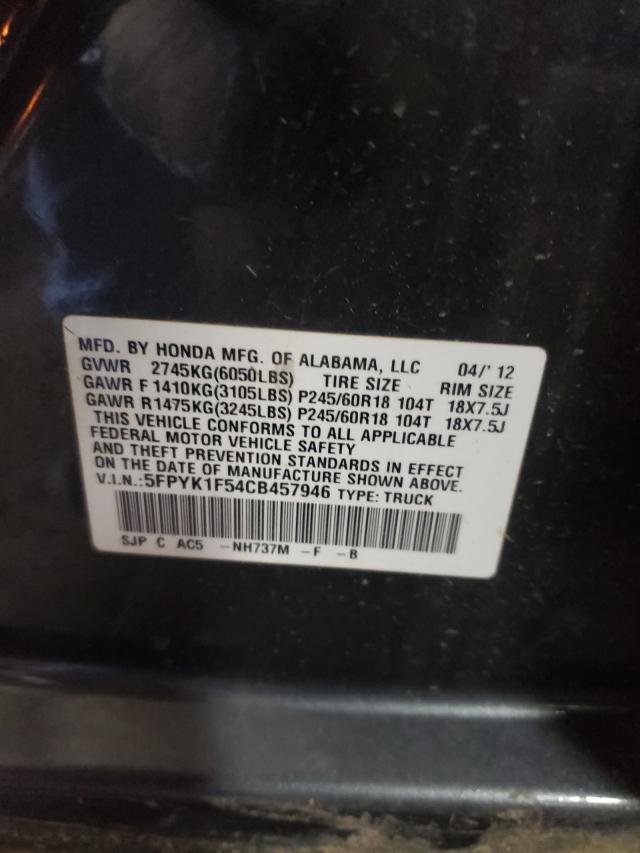 MFD. BY HONDA MFG. OF ALABAMA, LLC 04/'12
GVWR 2745KG(6050LBS) TIRE SIZE RIM SIZE
GAWR F 1410KG(3105LBS) P245/60R18 104T 18X7.5J
GAWR R1475KG(3245LBS) P245/60R18 104T 18X7.5J
THIS VEHICLE CONFORMS TO ALL APPLICABLE
FEDERAL MOTOR VEHICLE SAFETY
AND THEFT PREVENTION STANDARDS IN EFFECT
ON THE DATE OF MANUFACTURE SHOWN ABOVE.
V.I.N.:5FPYK1F54CB457946 TYPE: TRUCK
SJP C AC5 -NH737M -F -B